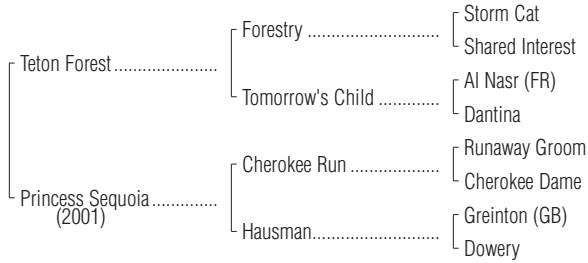 Storm Cat
Forestry
Shared Interest
Teton Forest
Al Nasr (FR)
Tomorrow's Child
Dantina
Runaway Groom
Cherokee Run
Cherokee Dame
Princess Sequoia
(2001)
Greinton (GB)
Hausman
Dowery